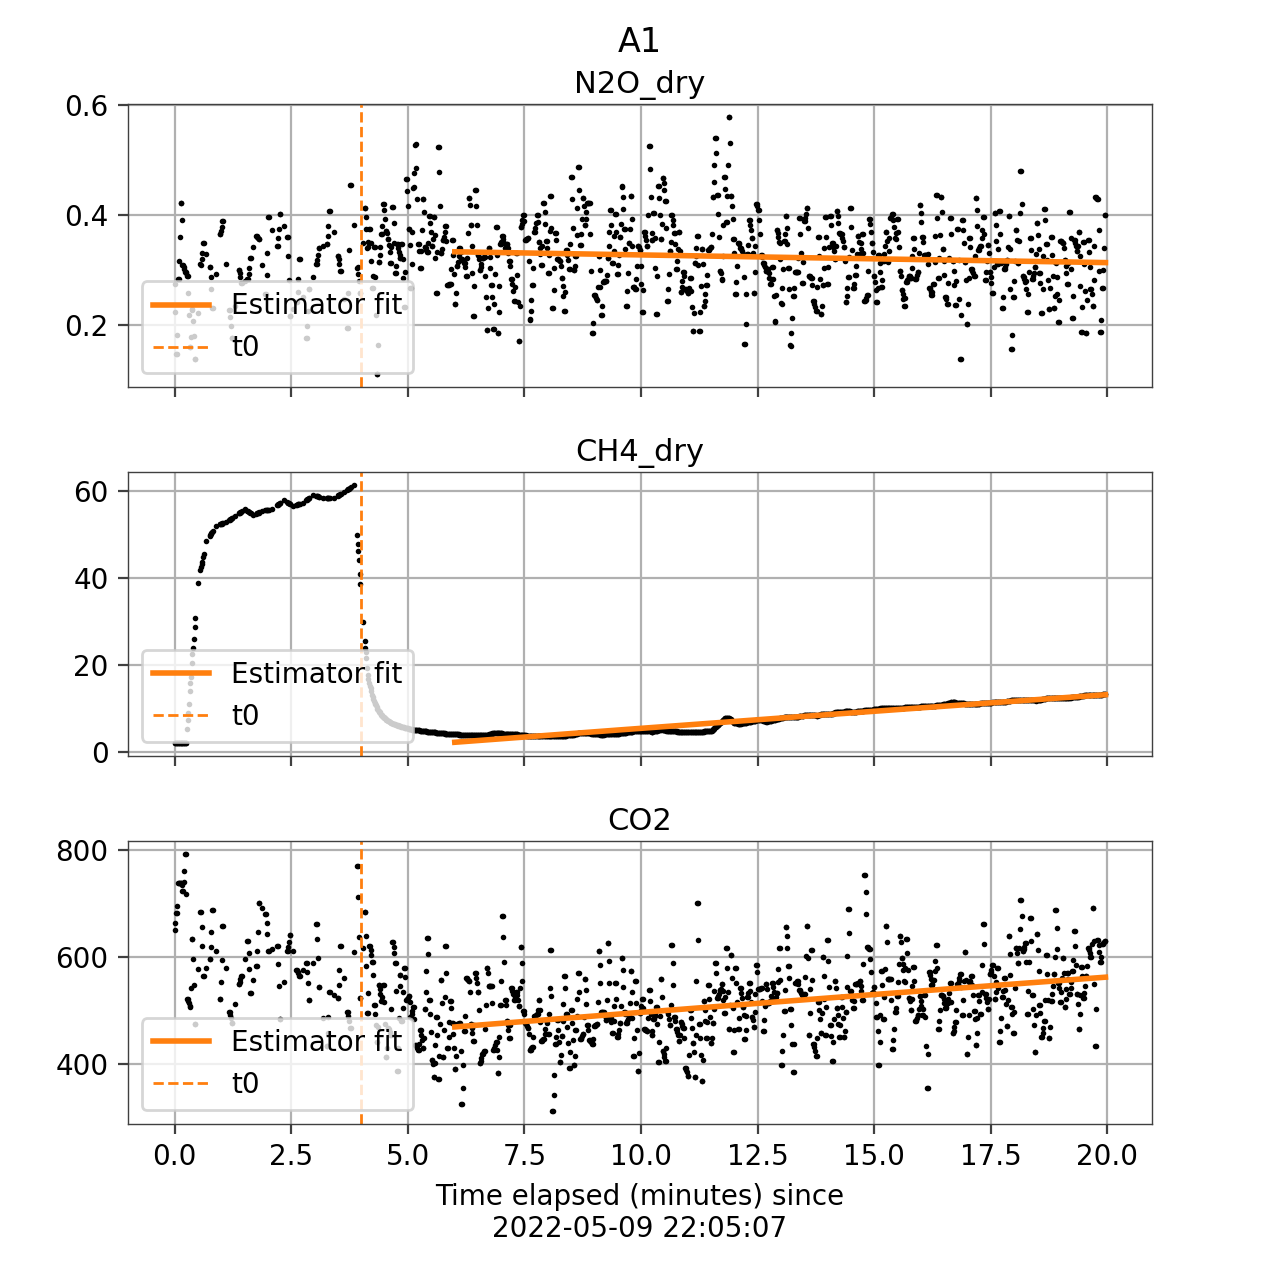 A1
N2O_dry
0.6
0.4
0.2
Estimator fit
t0
CH4_dry
60
40
20
0
Estimator fit
t0
CO2
800
600
400
Estimator fit
t0
0.0 2.5 5.0 7.5 10.0 12.5 15.0 17.5 20.0
Time elapsed (minutes) since
2022-05-09 22:05:07